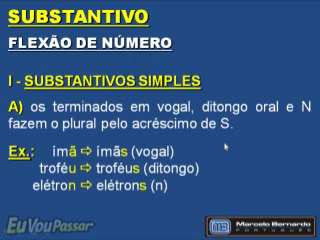 SUBSTANTIVO
FLEXÃO DE NÚMERO
I - SUBSTANTIVOS SIMPLES
A) os terminados em vogal, ditongo oral e N
fazem o plural pelo acréscimo de S.
Ex.: ímã ⇨ ímãs (vogal)
troféu ⇨ troféus (ditongo)
elétron ⇨ elétrons (n)
EuVouPassar
MB Marcelo Bernardo
PORTUGUÊS